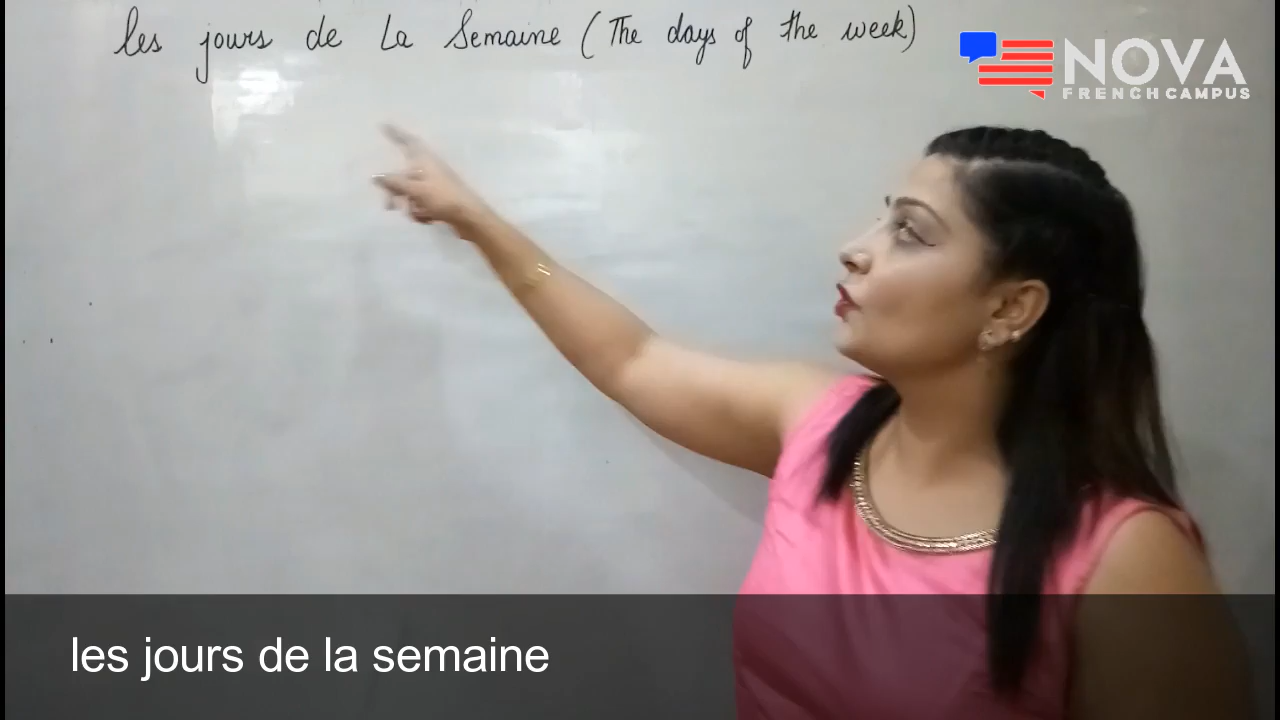 les jours de La Semaine (The days of the week)
NOVA
FRENCH CAMPUS
les jours de la semaine